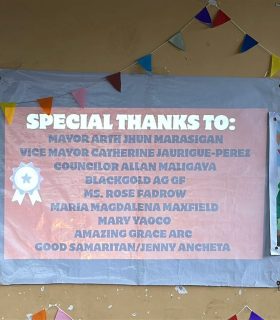 SPECIAL THANKS TO:
MAYOR ARTH JHUN MARASIGAN
VICE MAYOR CATHERINE JAURIGUE-PEREZ
COUNCILOR ALLAN MALIGAYA
BLACKGOLD AG GF
MS. ROSE FADROW
MARIA MAGDALENA MAXFIELD
MARY YAOCO
AMAZING GRACE ARC
GOOD SAMARITAN/JENNY ANCHETA